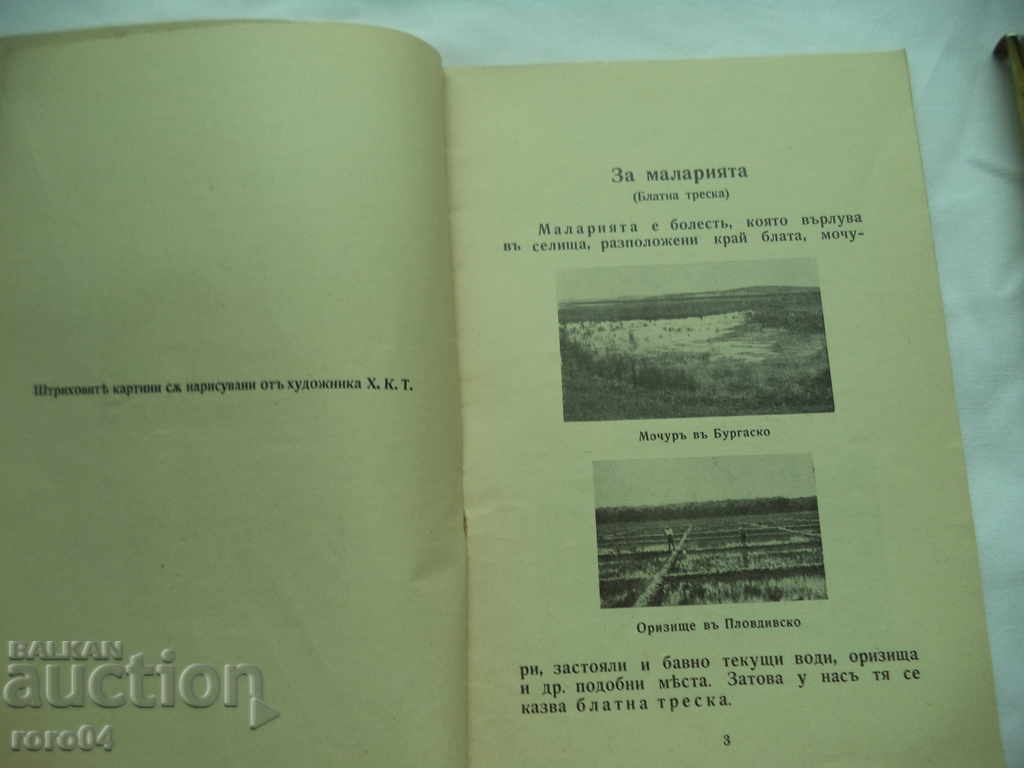 Штриховитѣ картини сѫ нарисувани отъ художника Х. К. Т.
За маларията
(Блатна треска)
Маларията е болесть, която върлува
въ селища, разположени край блата, мочу-
Мочуръ въ Бургаско
Оризище въ Пловдивско
ри, застояли и бавно текущи води, оризища
и др. подобни мѣста. Затова у насъ тя се
казва блатна треска.
3
BALKAN
auction
roro04